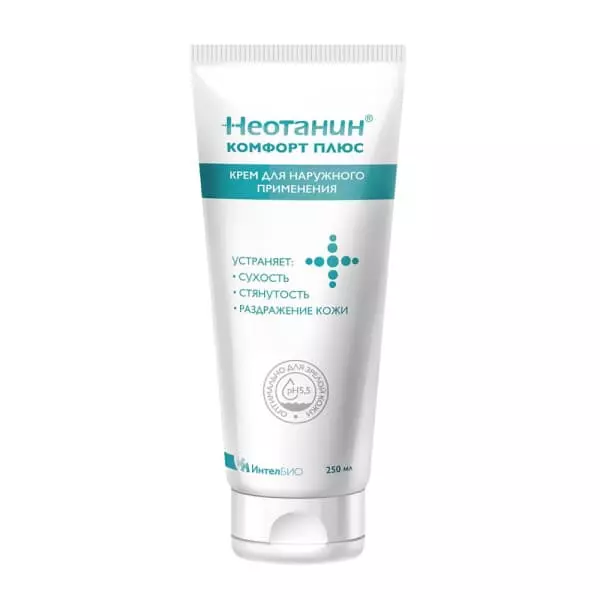 Неотанин®
КОМФОРТ ПЛЮС
КРЕМ ДЛЯ НАРУЖНОГО
ПРИМЕНЕНИЯ
УСТРАНЯЕТ:
• СУХОСТЬ
• СТЯНУТОСТЬ
• РАЗДРАЖЕНИЕ КОЖИ
ОПТИМАЛЬНО ДЛЯ ЗРЕЛОЙ КОЖИ
pH5,5
ИнтелБИО
250 мл